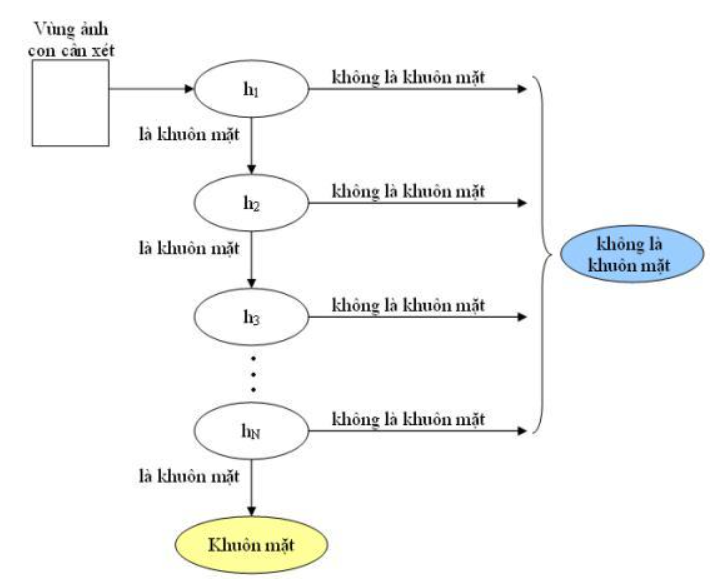 Vùng ảnh
con cần xét
h1
không là khuôn mặt
là khuôn mặt
h2
không là khuôn mặt
là khuôn mặt
h3
không là khuôn mặt
hN
không là khuôn mặt
là khuôn mặt
Khuôn mặt
không là
khuôn mặt